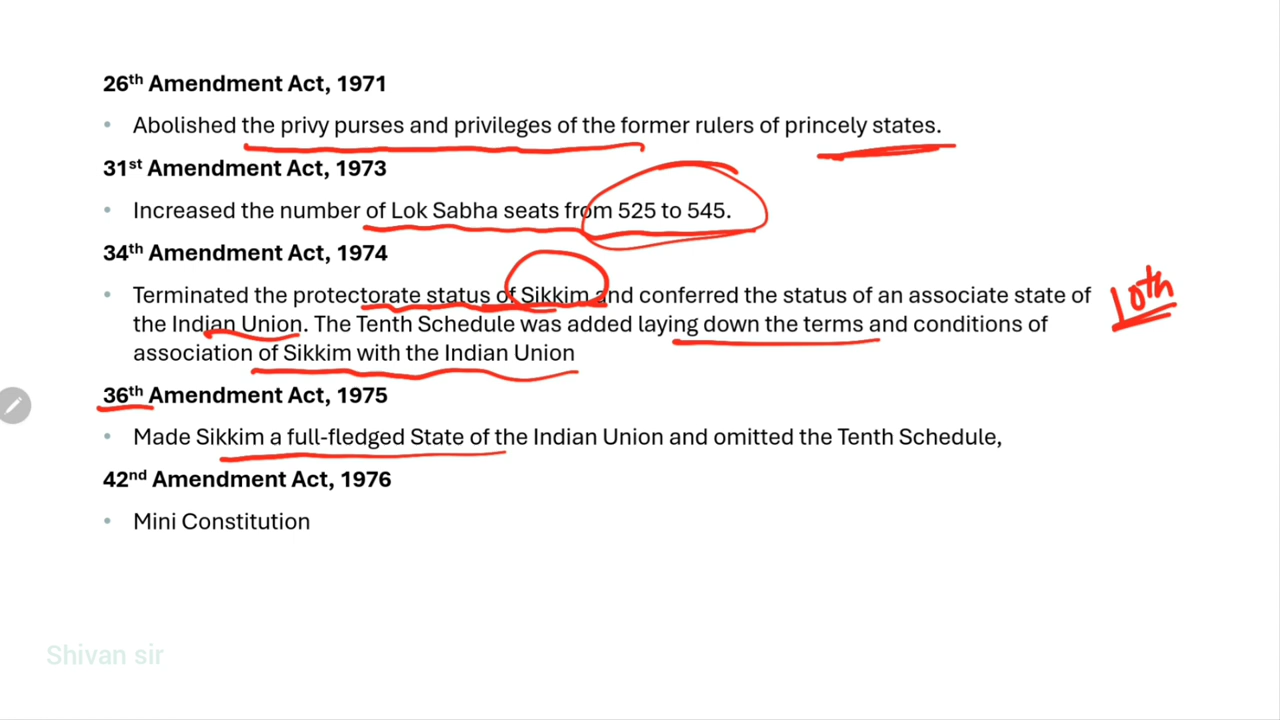 26th Amendment Act, 1971
• Abolished the privy purses and privileges of the former rulers of princely states.
31st Amendment Act, 1973
• Increased the number of Lok Sabha seats from 525 to 545.
34th Amendment Act, 1974
• Terminated the protectorate status of Sikkim and conferred the status of an associate state of
the Indian Union. The Tenth Schedule was added laying down the terms and conditions of
association of Sikkim with the Indian Union
10th
36th Amendment Act, 1975
• Made Sikkim a full-fledged State of the Indian Union and omitted the Tenth Schedule,
42nd Amendment Act, 1976
• Mini Constitution
Shivan sir